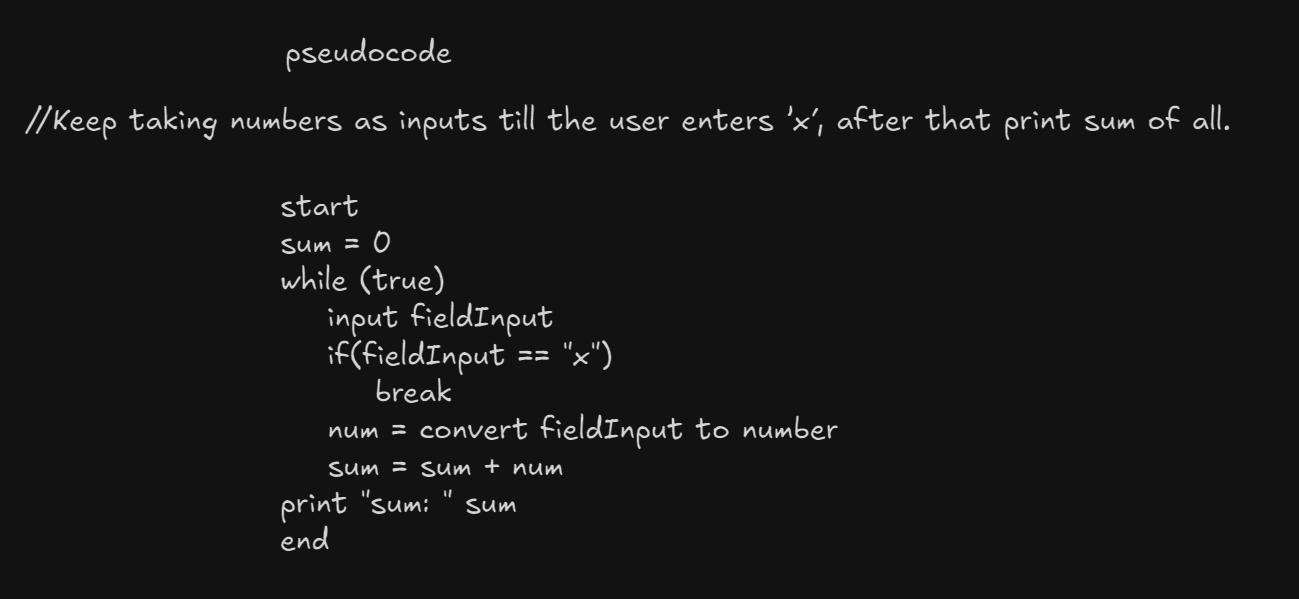 pseudocode
//Keep taking numbers as inputs till the user enters 'x', after that print sum of all.
start
sum = 0
while (true)
input fieldInput
if(fieldInput == "x")
break
num = convert fieldInput to number
sum = sum + num
print "sum: " sum
end